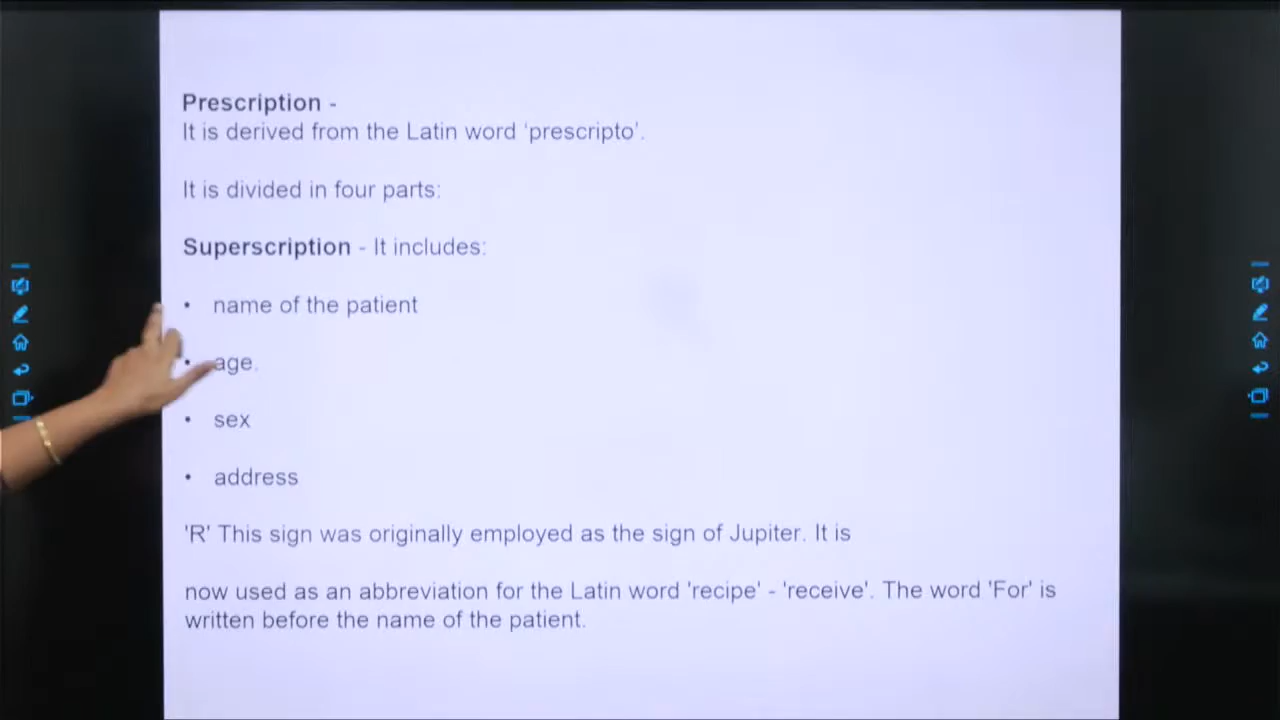 Prescription -
It is derived from the Latin word ‘prescripto’.
It is divided in four parts:
Superscription - It includes:
• name of the patient
• age.
• sex
• address
'R' This sign was originally employed as the sign of Jupiter. It is
now used as an abbreviation for the Latin word 'recipe' - 'receive'. The word 'For' is
written before the name of the patient.